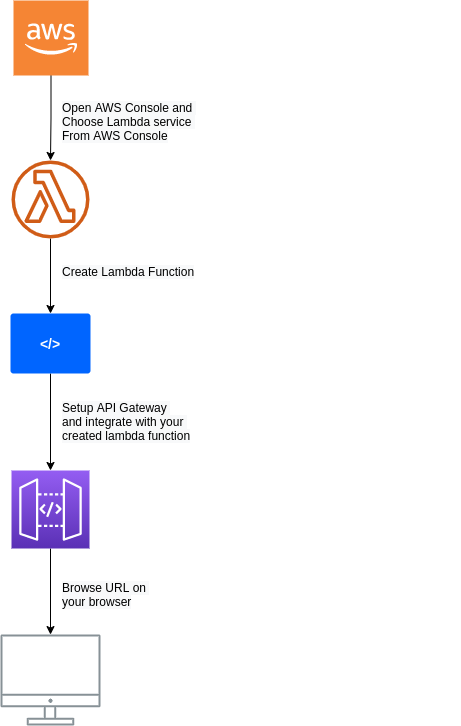 aws
Open AWS Console and
Choose Lambda service
From AWS Console
Create Lambda Function
</>
Setup API Gateway
and integrate with your
created lambda function
</>
Browse URL on
your browser